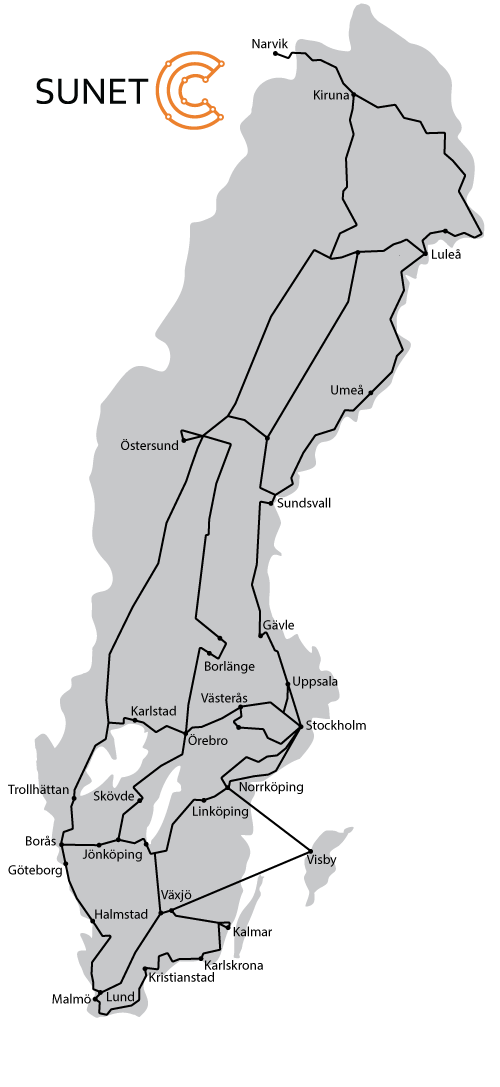 Narvik
SUNET
Kiruna
Luleå
Umeå
Östersund
Sundsvall
Gävle
Borlänge
Uppsala
Västerås
Karlstad
Stockholm
Örebro
Norrköping
Trollhättan
Skövde
Linköping
Borås
Jönköping
Visby
Göteborg
Växjö
Halmstad
Kalmar
Karlskrona
Kristianstad
Malmö
Lund